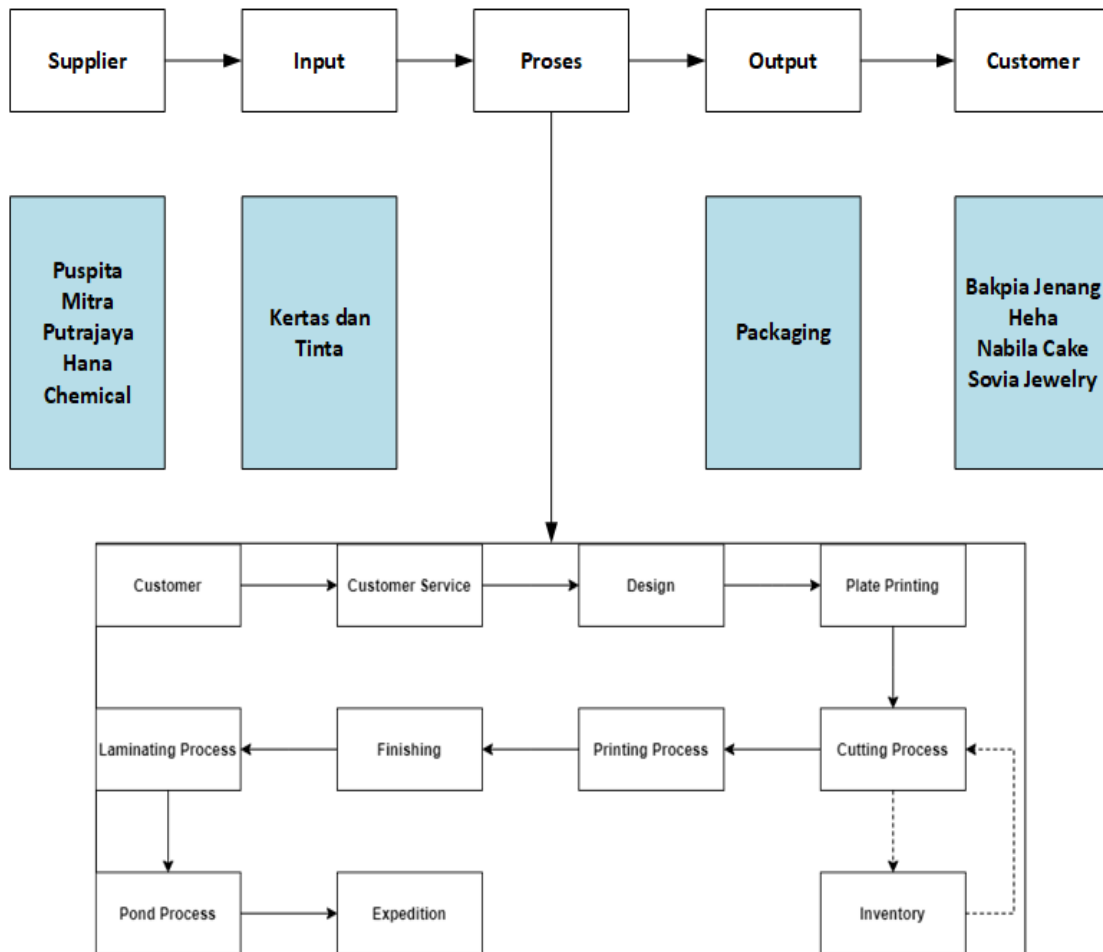 Supplier
Input
Proses
Output
Customer
Puspita
Mitra
Putrajaya
Hana
Chemical
Kertas dan
Tinta
Packaging
Bakpia Jenang
Heha
Nabila Cake
Sovia Jewelry
Customer
Customer Service
Design
Plate Printing
Laminating Process
Finishing
Printing Process
Cutting Process
Pond Process
Expedition
Inventory